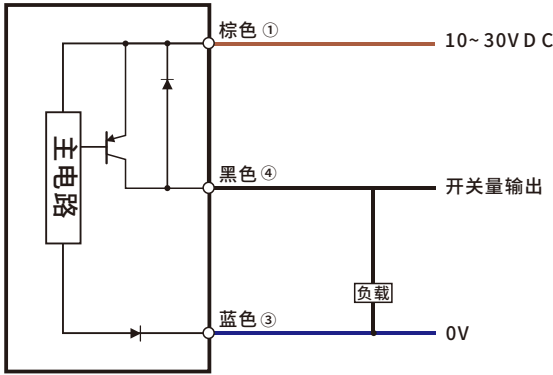 棕色 ①
10~30V D C
主电路
黑色 ④
开关量输出
负载
蓝色 ③
0V